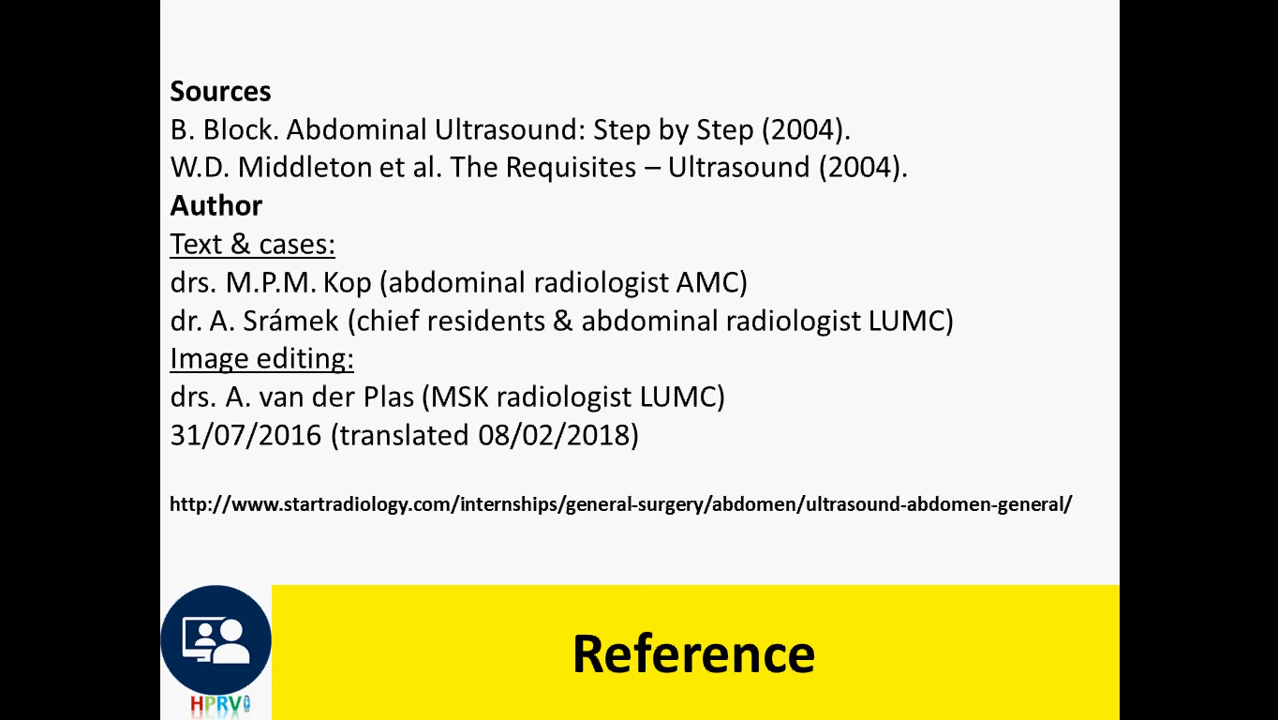 Sources
B. Block. Abdominal Ultrasound: Step by Step (2004).
W.D. Middleton et al. The Requisites – Ultrasound (2004).
Author
Text & cases:
drs. M.P.M. Kop (abdominal radiologist AMC)
dr. A. Srámek (chief residents & abdominal radiologist LUMC)
Image editing:
drs. A. van der Plas (MSK radiologist LUMC)
31/07/2016 (translated 08/02/2018)
http://www.startradiology.com/internships/general-surgery/abdomen/ultrasound-abdomen-general/
Reference
HPRV